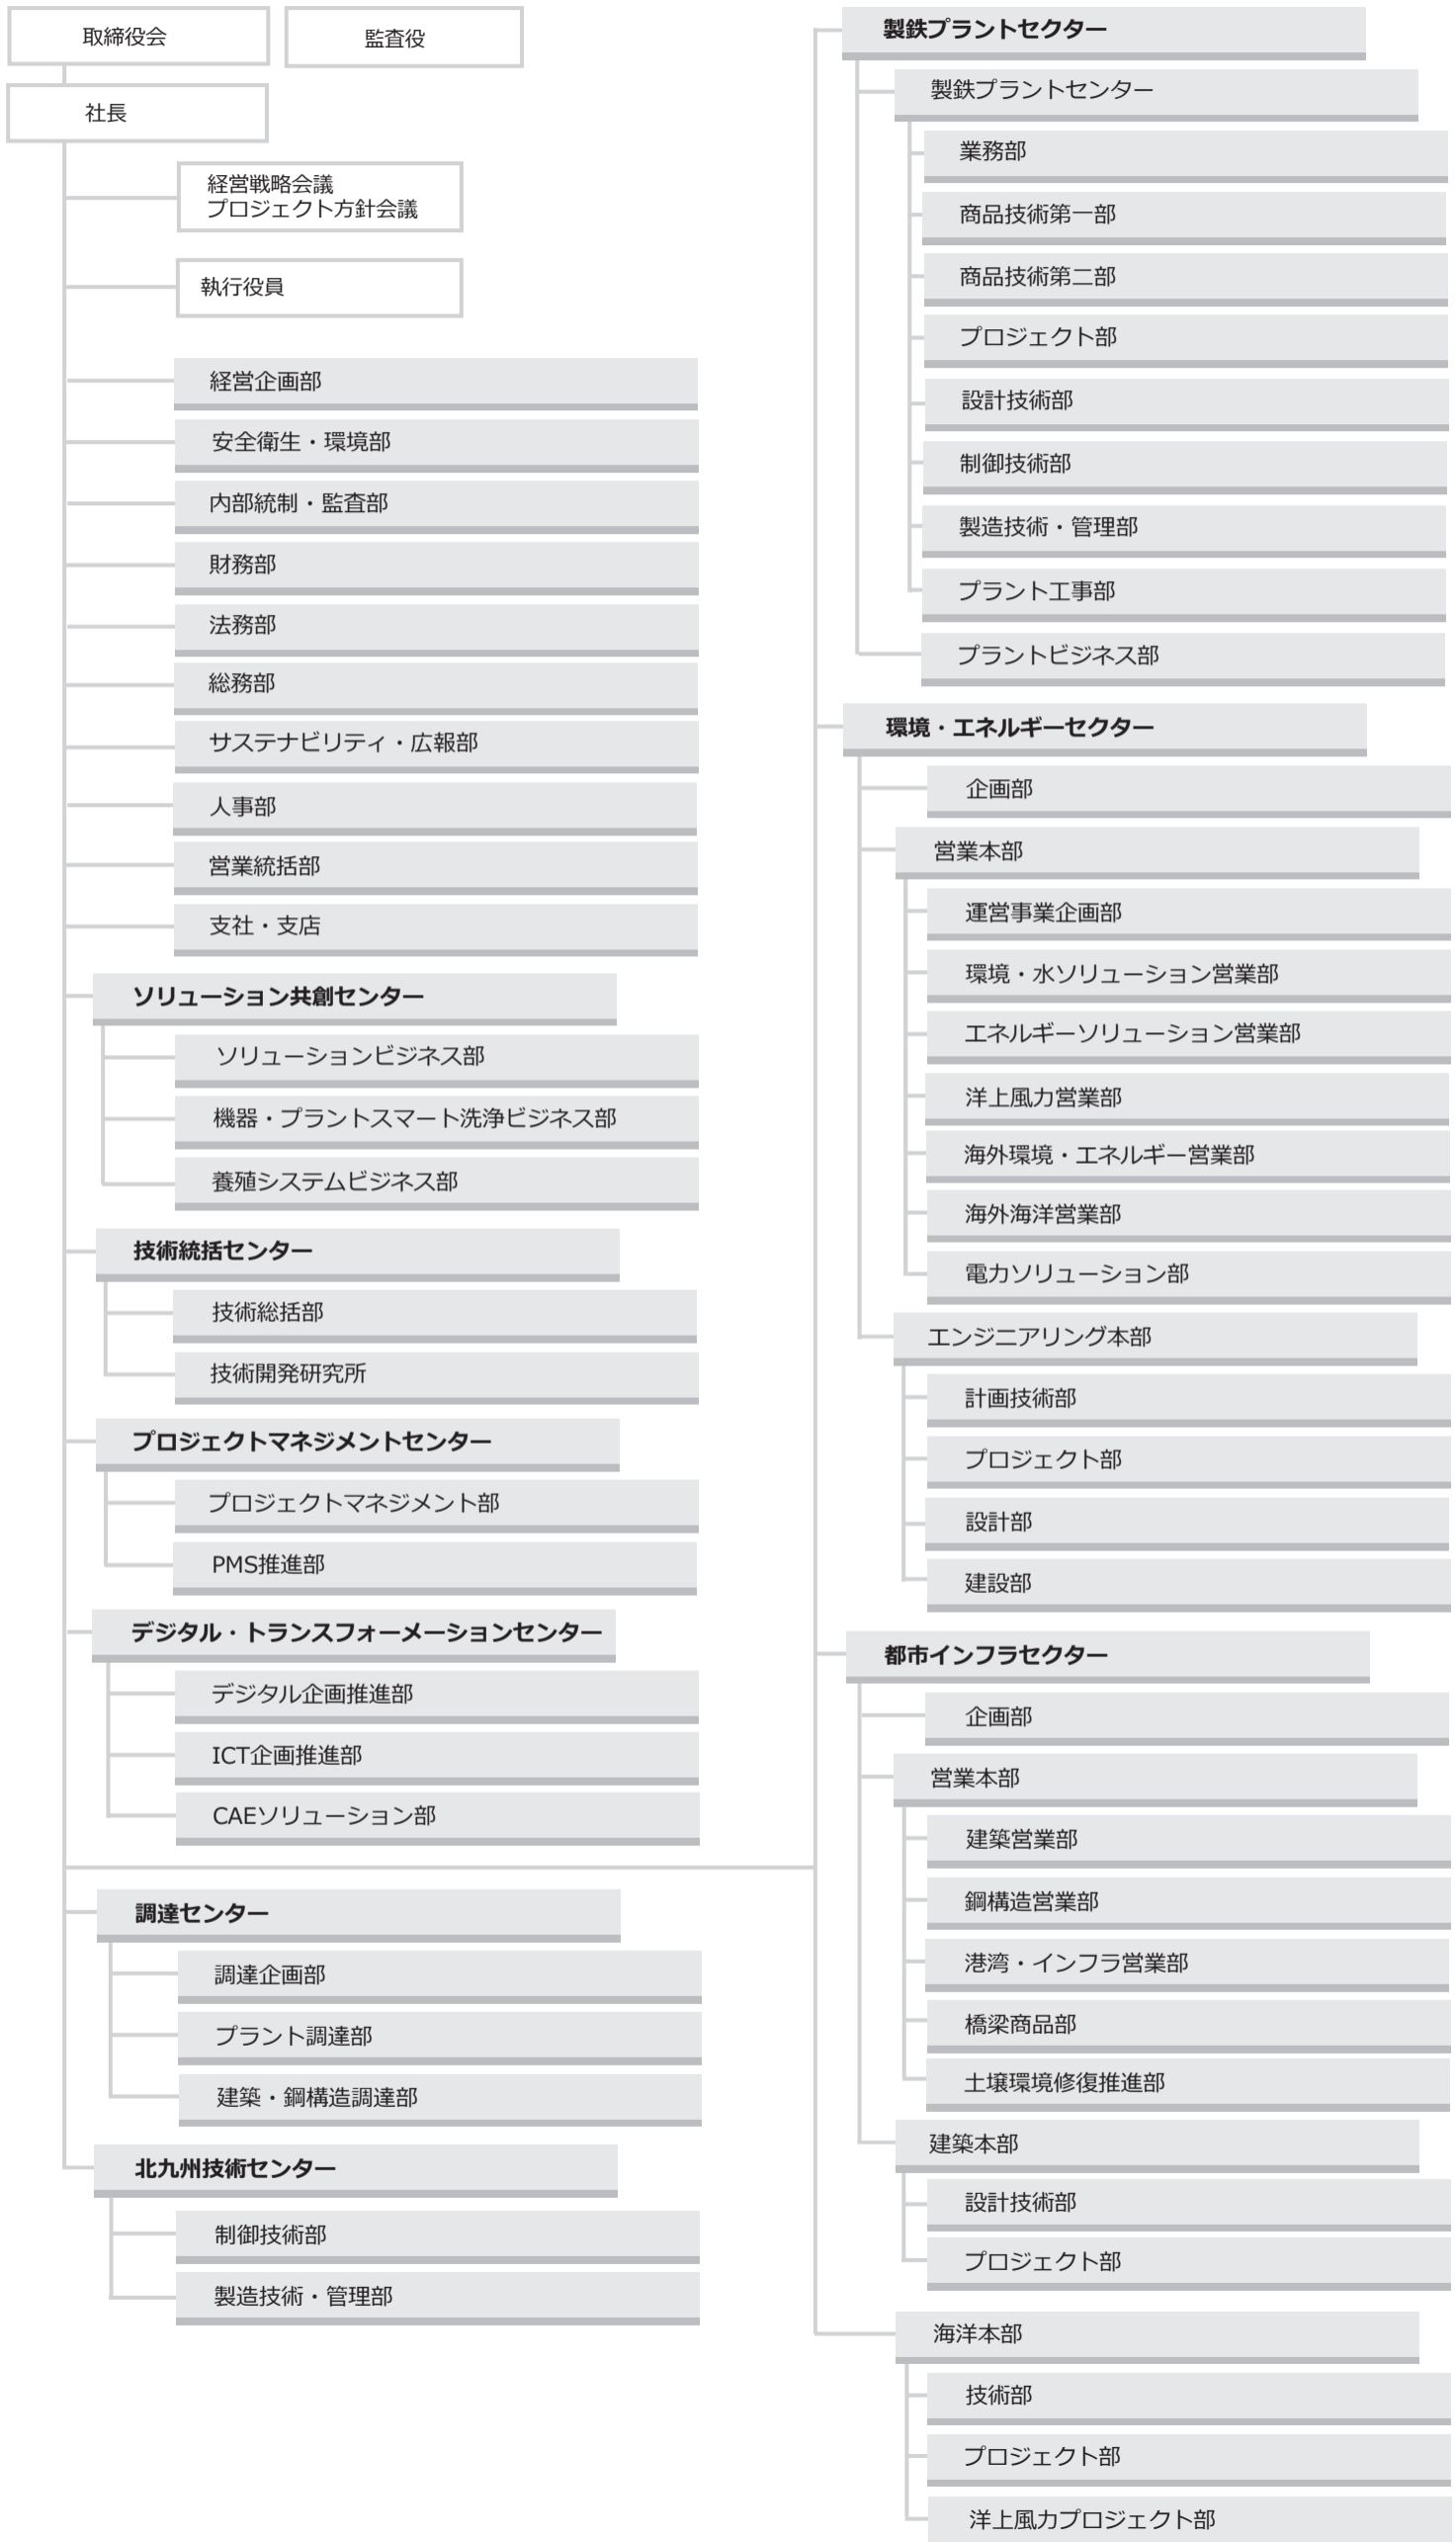 取締役会
監査役
社長
経営戦略会議
プロジェクト方針会議
執行役員
経営企画部
安全衛生・環境部
内部統制・監査部
財務部
法務部
総務部
サステナビリティ・広報部
人事部
営業統括部
支社・支店
ソリューション共創センター
ソリューションビジネス部
機器・プラントスマート洗浄ビジネス部
養殖システムビジネス部
技術統括センター
技術総括部
技術開発研究所
プロジェクトマネジメントセンター
プロジェクトマネジメント部
PMS推進部
デジタル・トランスフォーメーションセンター
デジタル企画推進部
ICT企画推進部
CAEソリューション部
調達センター
調達企画部
プラント調達部
建築・鋼構造調達部
北九州技術センター
制御技術部
製造技術・管理部
製鉄プラントセクター
製鉄プラントセンター
業務部
商品技術第一部
商品技術第二部
プロジェクト部
設計技術部
制御技術部
製造技術・管理部
プラント工事部
プラントビジネス部
環境・エネルギーセクター
企画部
営業本部
運営事業企画部
環境・水ソリューション営業部
エネルギーソリューション営業部
洋上風力営業部
海外環境・エネルギー営業部
海外海洋営業部
電力ソリューション部
エンジニアリング本部
計画技術部
プロジェクト部
設計部
建設部
都市インフラセクター
企画部
営業本部
建築営業部
鋼構造営業部
港湾・インフラ営業部
橋梁商品部
土壌環境修復推進部
建築本部
設計技術部
プロジェクト部
海洋本部
技術部
プロジェクト部
洋上風力プロジェクト部